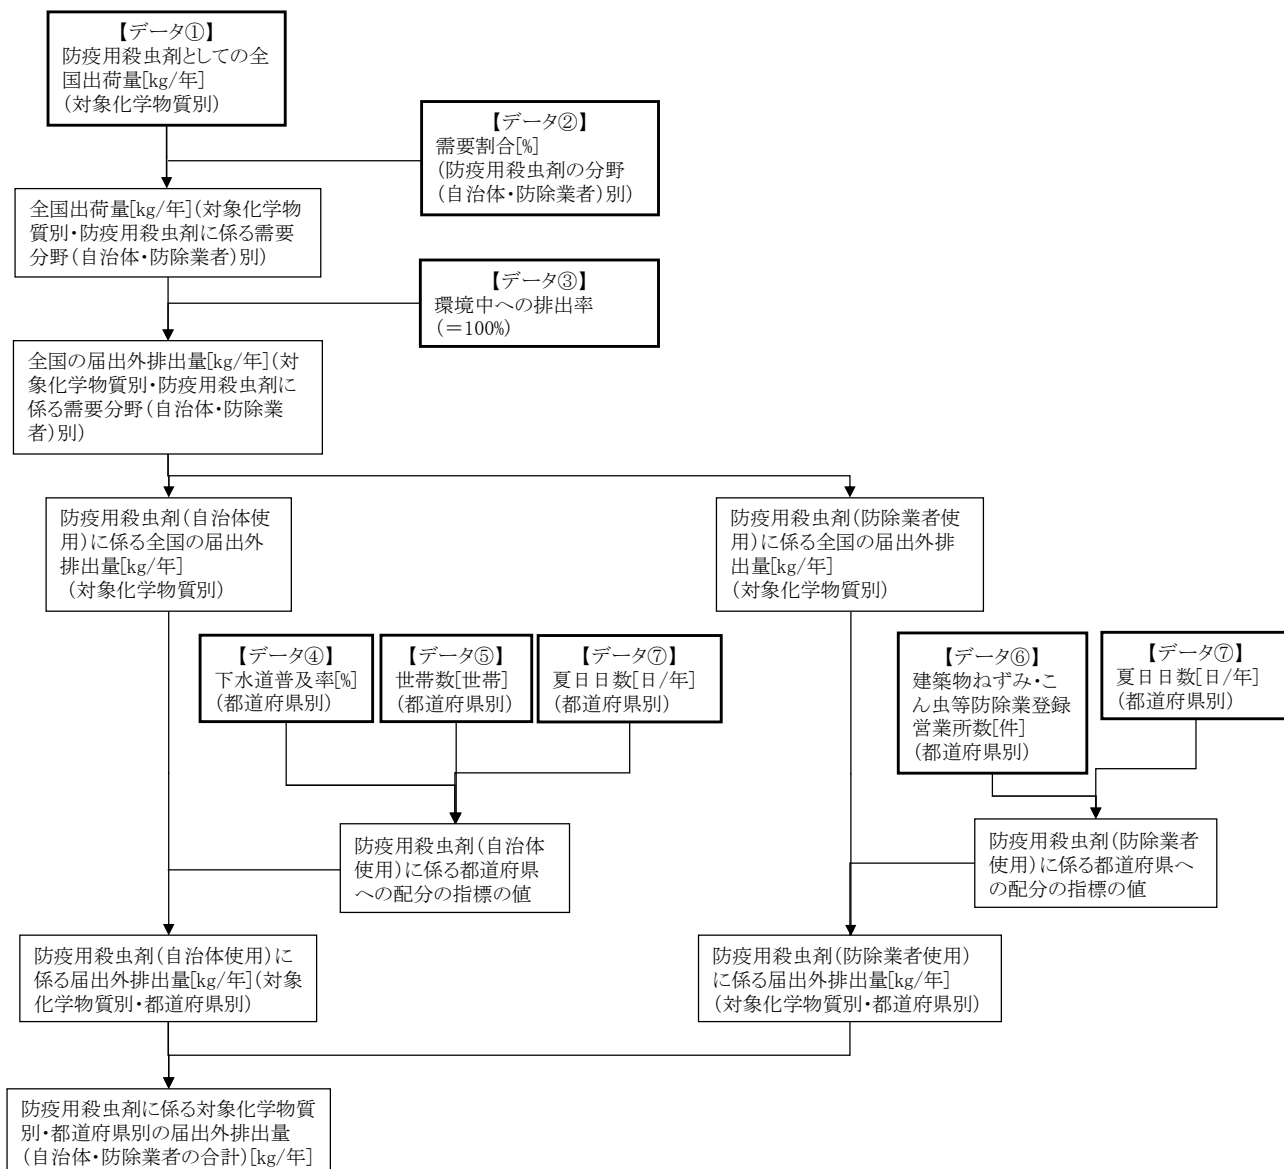 【データ①】
防疫用殺虫剤としての全
国出荷量[kg/年]
(対象化学物質別)
【データ②】
需要割合[%]
(防疫用殺虫剤の分野
(自治体・防除業者)別)
全国出荷量[kg/年](対象化学物
質別・防疫用殺虫剤に係る需要
分野(自治体・防除業者)別)
【データ③】
環境中への排出率
(＝100%)
全国の届出外排出量[kg/年](対
象化学物質別・防疫用殺虫剤に
係る需要分野(自治体・防除業
者)別)
防疫用殺虫剤(自治体使
用)に係る全国の届出外
排出量[kg/年]
(対象化学物質別)
防疫用殺虫剤(防除業者使
用)に係る全国の届出外排
出量[kg/年]
(対象化学物質別)
【データ④】
下水道普及率[%]
(都道府県別)
【データ⑤】
世帯数[世帯]
(都道府県別)
【データ⑦】
夏日日数[日/年]
(都道府県別)
【データ⑥】
建築物ねずみ・こ
ん虫等防除業登録
営業所数[件]
(都道府県別)
【データ⑦】
夏日日数[日/年]
(都道府県別)
防疫用殺虫剤(自治体
使用)に係る都道府県
への配分の指標の値
防疫用殺虫剤(防除業者
使用)に係る都道府県へ
の配分の指標の値
防疫用殺虫剤(自治体使用)に
係る届出外排出量[kg/年](対象
化学物質別・都道府県別)
防疫用殺虫剤(防除業者使用)
に係る届出外排出量[kg/年]
(対象化学物質別・都道府県別)
防疫用殺虫剤に係る対象化学物質
別・都道府県別の届出外排出量
(自治体・防除業者の合計)[kg/年]